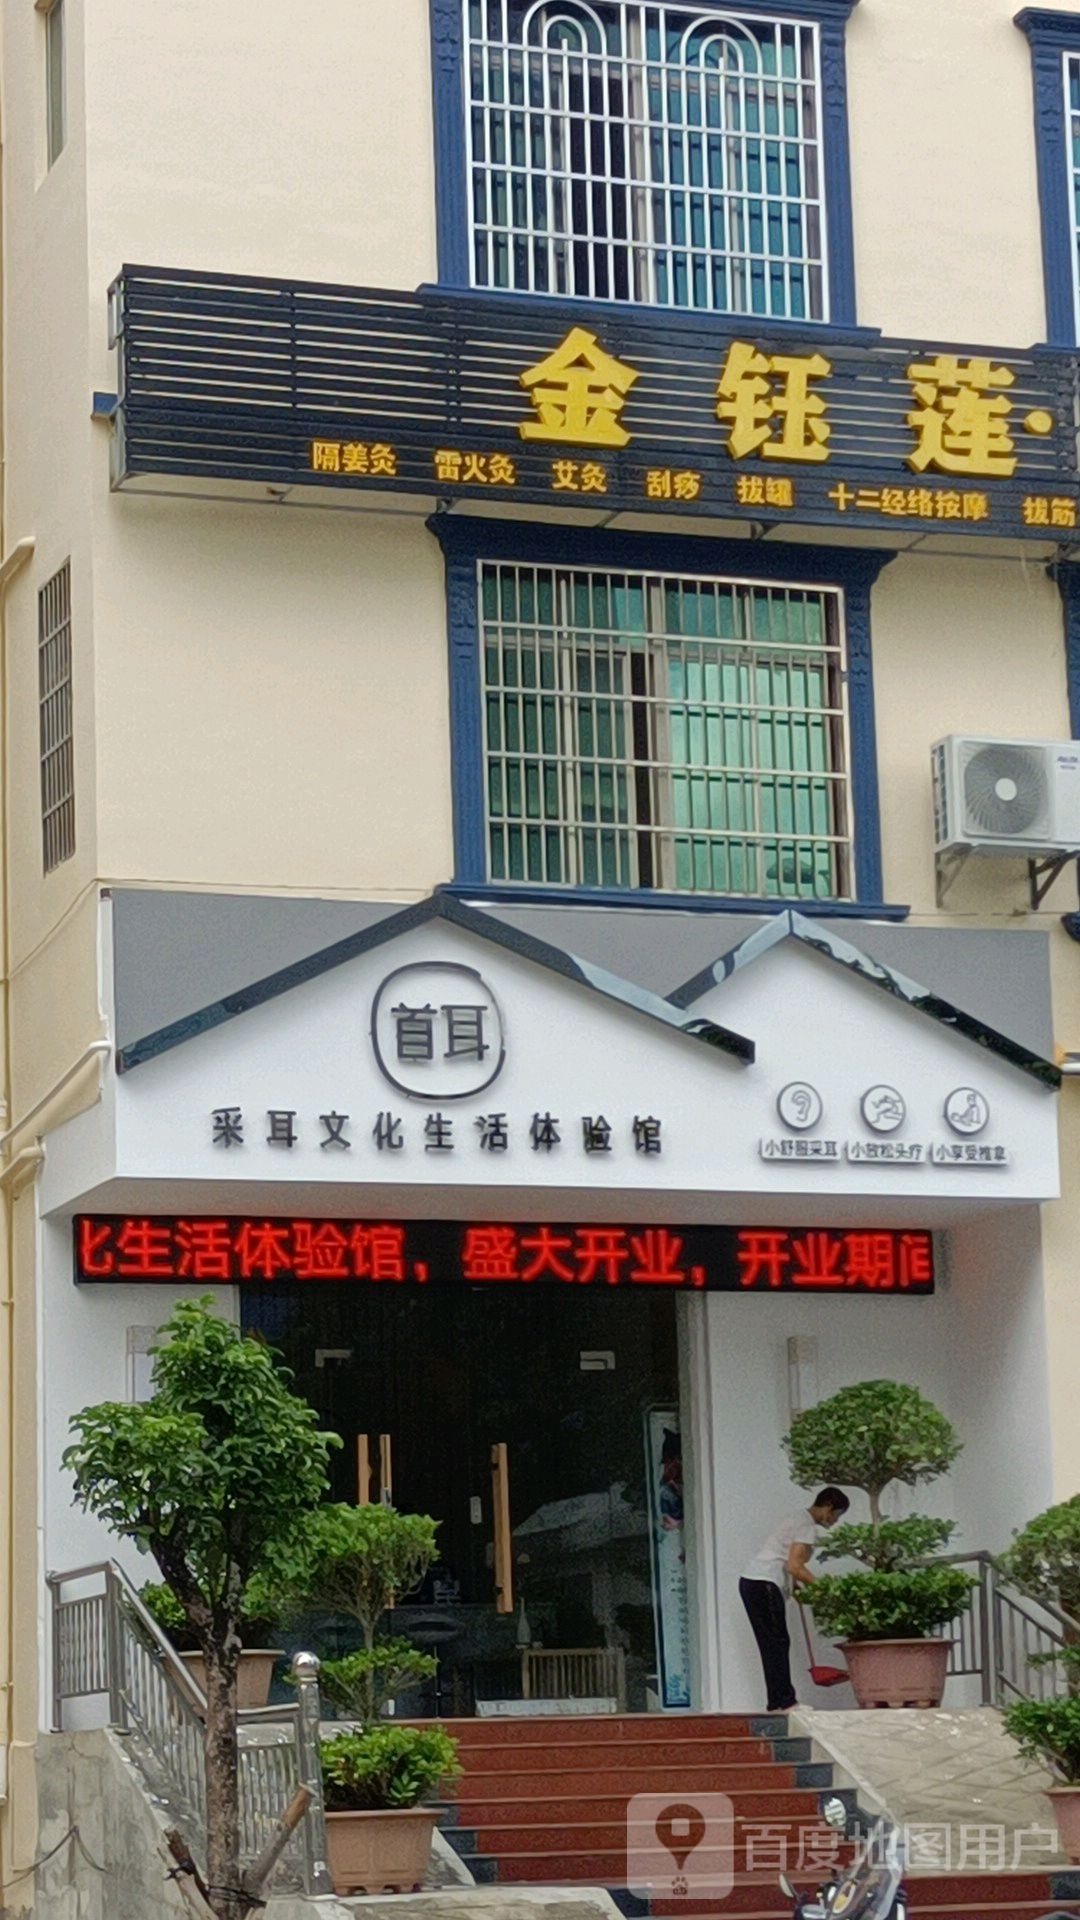 金钰莲·
隔姜灸 雷火灸 艾灸 刮痧 拔罐 十二经络按摩 拔筋
首耳
采耳文化生活体验馆
小舒服采耳 小放松头疗 小享受推拿
化生活体验馆，盛大开业，开业期间
百度地图用户